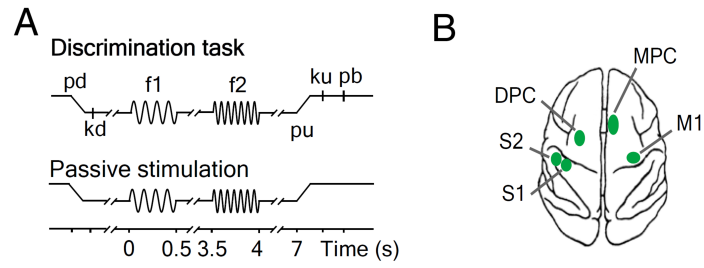 A
Discrimination task
pd f1 f2 ku pb
kd pu
Passive stimulation
0 0.5 3.5 4 7 Time (s)
B
MPC
DPC
M1
S2
S1